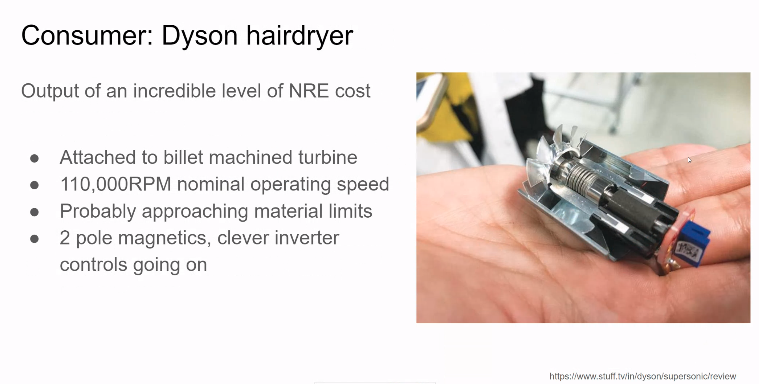 Consumer: Dyson hairdryer
Output of an incredible level of NRE cost
● Attached to billet machined turbine
● 110,000RPM nominal operating speed
● Probably approaching material limits
● 2 pole magnetics, clever inverter
controls going on
https://www.stuff.tv/in/dyson/supersonic/review